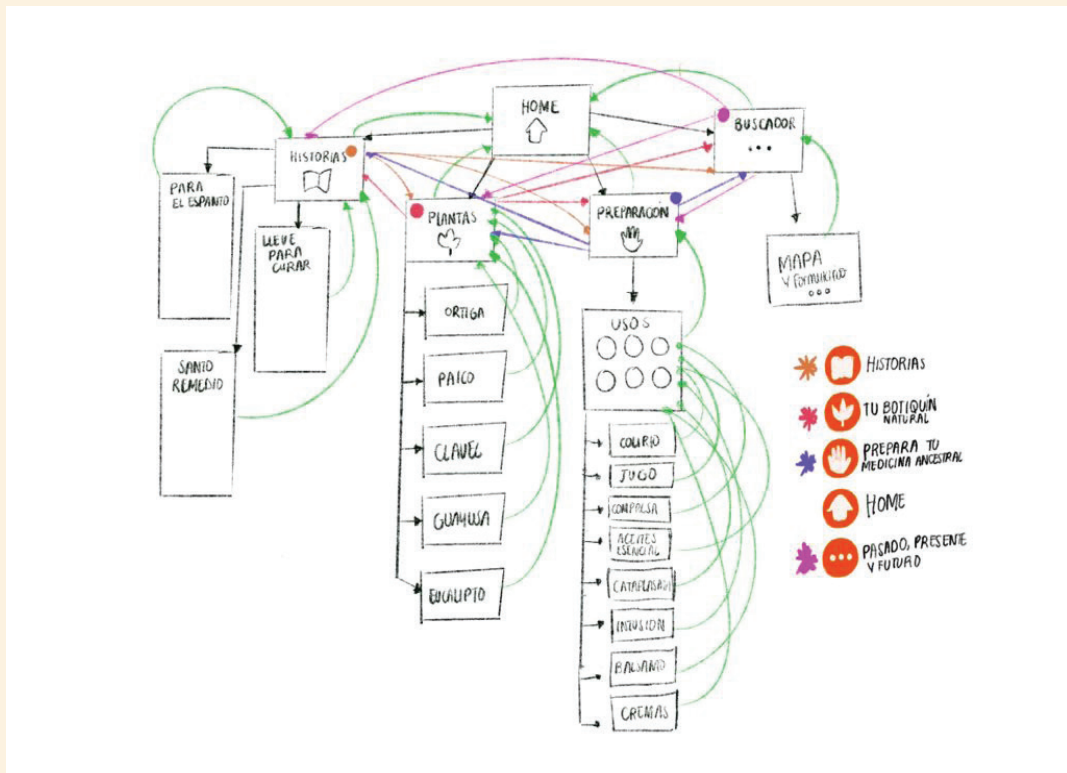 HOME
BUSCADOR
HISTORIAS
PARA
EL ESPANTO
LLEVE
PARA
CURAR
SANTO
REMEDIO
PLANTAS
ORTIGA
PAICO
CLAVEL
GUAYUSA
EUCALIPTO
PREPARACION
USOS
COLIRIO
JUGO
COMPRESA
ACEITES
ESENCIAL
CATAPLASMA
INFUSION
BALSAMO
CREMAS
MAPA
Y FORMULARIO
HISTORIAS
TU BOTIQUÍN
NATURAL
PREPARA TU
MEDICINA ANCESTRAL
HOME
PASADO, PRESENTE
Y FUTURO